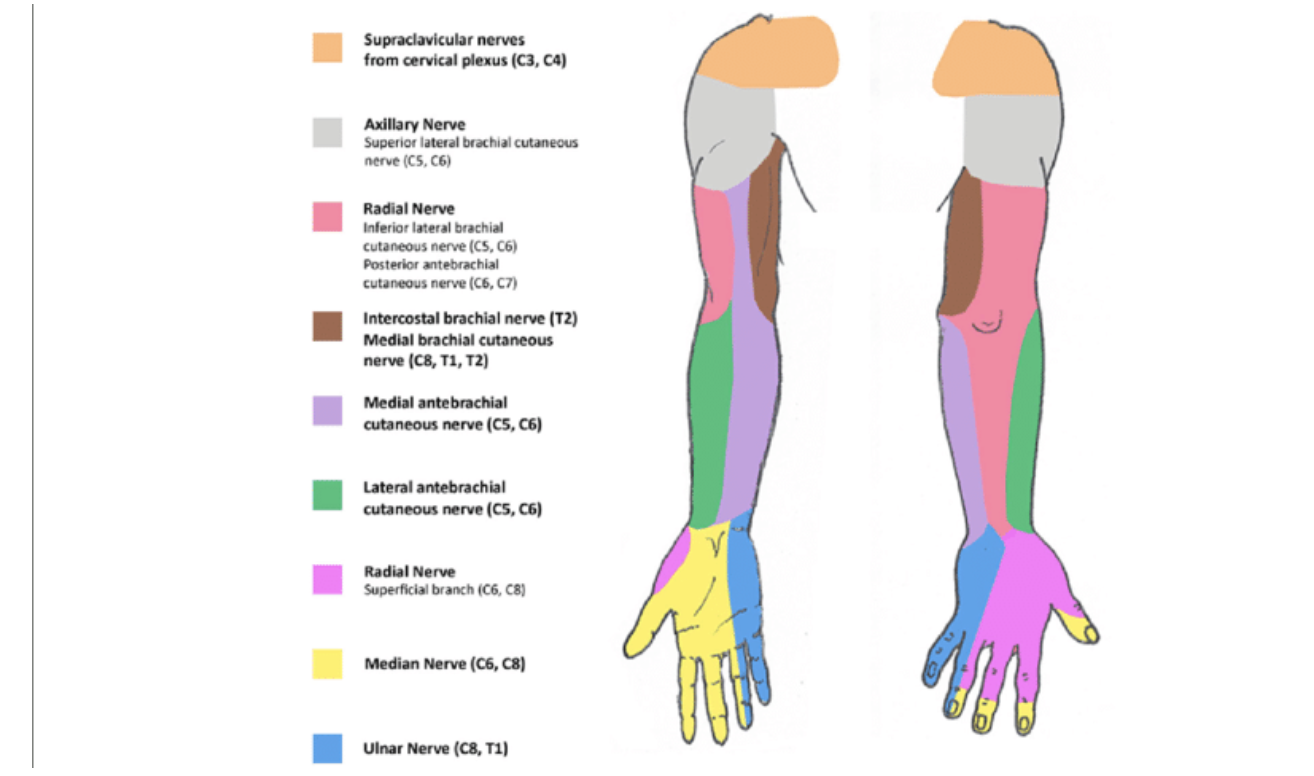 Supraclavicular nerves
from cervical plexus (C3, C4)
Axillary Nerve
Superior lateral brachial cutaneous
nerve (C5, C6)
Radial Nerve
Inferior lateral brachial
cutaneous nerve (C5, C6)
Posterior antebrachial
cutaneous nerve (C6, C7)
Intercostal brachial nerve (T2)
Medial brachial cutaneous
nerve (C8, T1, T2)
Medial antebrachial
cutaneous nerve (C5, C6)
Lateral antebrachial
cutaneous nerve (C5, C6)
Radial Nerve
Superficial branch (C6, C8)
Median Nerve (C6, C8)
Ulnar Nerve (C8, T1)